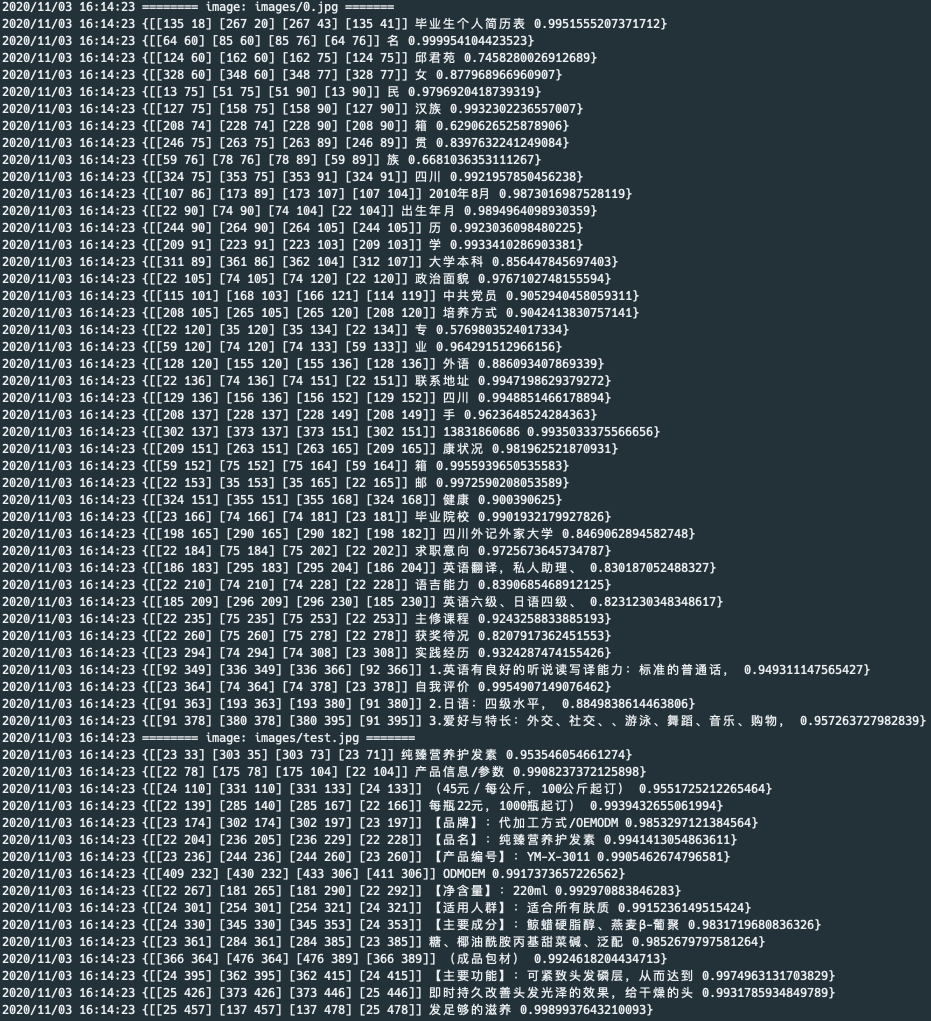 2020/11/03 16:14:23 ======== image: images/0.jpg =======
2020/11/03 16:14:23 {[[135 18] [267 20] [267 43] [135 41]] 毕业生个人简历表 0.9951555207371712}
2020/11/03 16:14:23 {[[64 60] [85 60] [85 76] [64 76]] 名 0.999954104423523}
2020/11/03 16:14:23 {[[124 60] [162 60] [162 75] [124 75]] 邱君苑 0.7458280026912689}
2020/11/03 16:14:23 {[[328 60] [348 60] [348 77] [328 77]] 女 0.877968966960907}
2020/11/03 16:14:23 {[[13 75] [51 75] [51 90] [13 90]] 民 0.9796920418739319}
2020/11/03 16:14:23 {[[127 75] [158 75] [158 90] [127 90]] 汉族 0.9932302236557007}
2020/11/03 16:14:23 {[[208 74] [228 74] [228 90] [208 90]] 箱 0.6290626525878906}
2020/11/03 16:14:23 {[[246 75] [263 75] [263 89] [246 89]] 贯 0.8397632241249084}
2020/11/03 16:14:23 {[[59 76] [78 76] [78 89] [59 89]] 族 0.6681036353111267}
2020/11/03 16:14:23 {[[324 75] [353 75] [353 91] [324 91]] 四川 0.9921957850456238}
2020/11/03 16:14:23 {[[107 86] [173 89] [173 107] [107 104]] 2010年8月 0.9873016987528119}
2020/11/03 16:14:23 {[[22 90] [74 90] [74 104] [22 104]] 出生年月 0.9894964098930359}
2020/11/03 16:14:23 {[[244 90] [264 90] [264 105] [244 105]] 历 0.9923036098480225}
2020/11/03 16:14:23 {[[209 91] [223 91] [223 103] [209 103]] 学 0.9933410286903381}
2020/11/03 16:14:23 {[[311 89] [361 86] [362 104] [312 107]] 大学本科 0.856447845697403}
2020/11/03 16:14:23 {[[22 105] [74 105] [74 120] [22 120]] 政治面貌 0.9767102748155594}
2020/11/03 16:14:23 {[[115 101] [168 103] [166 121] [114 119]] 中共党员 0.9052940458059311}
2020/11/03 16:14:23 {[[208 105] [265 105] [265 120] [208 120]] 培养方式 0.9042413830757141}
2020/11/03 16:14:23 {[[22 120] [35 120] [35 134] [22 134]] 专 0.5769803524017334}
2020/11/03 16:14:23 {[[59 120] [74 120] [74 133] [59 133]] 业 0.964291512966156}
2020/11/03 16:14:23 {[[128 120] [155 120] [155 136] [128 136]] 外语 0.886093407869339}
2020/11/03 16:14:23 {[[22 136] [74 136] [74 151] [22 151]] 联系地址 0.9947198629379272}
2020/11/03 16:14:23 {[[129 136] [156 136] [156 152] [129 152]] 四川 0.9948851466178894}
2020/11/03 16:14:23 {[[208 137] [228 137] [228 149] [208 149]] 手 0.9623648524284363}
2020/11/03 16:14:23 {[[302 137] [373 137] [373 151] [302 151]] 13831860686 0.9935033375566656}
2020/11/03 16:14:23 {[[209 151] [263 151] [263 165] [209 165]] 康状况 0.981962521870931}
2020/11/03 16:14:23 {[[59 152] [75 152] [75 164] [59 164]] 箱 0.9955939650535583}
2020/11/03 16:14:23 {[[22 153] [35 153] [35 165] [22 165]] 邮 0.9972590208053589}
2020/11/03 16:14:23 {[[324 151] [355 151] [355 168] [324 168]] 健康 0.900390625}
2020/11/03 16:14:23 {[[23 166] [74 166] [74 181] [23 181]] 毕业院校 0.9901932179927826}
2020/11/03 16:14:23 {[[198 165] [290 165] [290 182] [198 182]] 四川外记外家大学 0.8469062894582748}
2020/11/03 16:14:23 {[[22 184] [75 184] [75 202] [22 202]] 求职意向 0.9725673645734787}
2020/11/03 16:14:23 {[[186 183] [295 183] [295 204] [186 204]] 英语翻译，私人助理、 0.830187052488327}
2020/11/03 16:14:23 {[[22 210] [74 210] [74 228] [22 228]] 语吉能力 0.8390685468912125}
2020/11/03 16:14:23 {[[185 209] [296 209] [296 230] [185 230]] 英语六级、日语四级、 0.8231230348348617}
2020/11/03 16:14:23 {[[22 235] [75 235] [75 253] [22 253]] 主修课程 0.9243258833885193}
2020/11/03 16:14:23 {[[22 260] [75 260] [75 278] [22 278]] 获奖待况 0.8207917362451553}
2020/11/03 16:14:23 {[[23 294] [74 294] [74 308] [23 308]] 实践经历 0.9324287474155426}
2020/11/03 16:14:23 {[[92 349] [336 349] [336 366] [92 366]] 1.英语有良好的听说读写译能力：标准的普通话， 0.949311147565427}
2020/11/03 16:14:23 {[[23 364] [74 364] [74 378] [23 378]] 自我评价 0.9954907149076462}
2020/11/03 16:14:23 {[[91 363] [193 363] [193 380] [91 380]] 2.日语：四级水平， 0.8849838614463806}
2020/11/03 16:14:23 {[[91 378] [380 378] [380 395] [91 395]] 3.爱好与特长：外交、社交、、游泳、舞蹈、音乐、购物， 0.957263727982839}
2020/11/03 16:14:23 ======== image: images/test.jpg =======
2020/11/03 16:14:23 {[[23 33] [303 35] [303 73] [23 71]] 纯臻营养护发素 0.953546054661274}
2020/11/03 16:14:23 {[[22 78] [175 78] [175 104] [22 104]] 产品信息/参数 0.9908237372125898}
2020/11/03 16:14:23 {[[24 110] [331 110] [331 133] [24 133]] （45元／每公斤，100公斤起订） 0.9551725212265464}
2020/11/03 16:14:23 {[[22 139] [285 140] [285 167] [22 166]] 每瓶22元，1000瓶起订） 0.9939432655061994}
2020/11/03 16:14:23 {[[23 174] [302 174] [302 197] [23 197]] 【品牌】：代加工方式/OEMODM 0.9853297121384564}
2020/11/03 16:14:23 {[[22 204] [236 205] [236 229] [22 228]] 【品名】：纯臻营养护发素 0.9941413054863611}
2020/11/03 16:14:23 {[[23 236] [244 236] [244 260] [23 260]] 【产品编号】：YM-X-3011 0.9905462674796581}
2020/11/03 16:14:23 {[[409 232] [430 232] [433 306] [411 306]] ODMOEM 0.9917373657226562}
2020/11/03 16:14:23 {[[22 267] [181 265] [181 290] [22 292]] 【净含量】：220ml 0.992970883846283}
2020/11/03 16:14:23 {[[24 301] [254 301] [254 321] [24 321]] 【适用人群】：适合所有肤质 0.9915236149515424}
2020/11/03 16:14:23 {[[24 330] [345 330] [345 353] [24 353]] 【主要成分】：鲸蜡硬脂醇、燕麦β-葡聚 0.9831719680836326}
2020/11/03 16:14:23 {[[23 361] [284 361] [284 385] [23 385]] 糖、椰油酰胺丙基甜菜碱、泛配 0.9852679797581264}
2020/11/03 16:14:23 {[[366 364] [476 364] [476 389] [366 389]] （成品包材） 0.9924618204434713}
2020/11/03 16:14:23 {[[24 395] [362 395] [362 415] [24 415]] 【主要功能】：可紧致头发磷层，从而达到 0.9974963131703829}
2020/11/03 16:14:23 {[[25 426] [373 426] [373 446] [25 446]] 即时持久改善头发光泽的效果，给干燥的头 0.9931785934849789}
2020/11/03 16:14:23 {[[25 457] [137 457] [137 478] [25 478]] 发足够的滋养 0.9989937643210093}